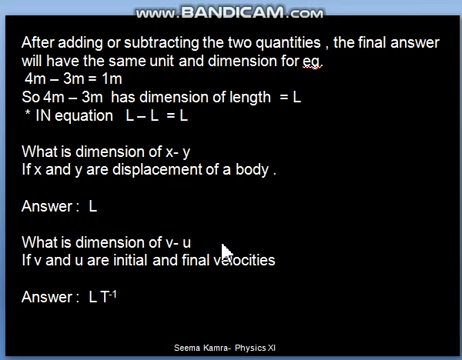 www.BANDICAM.com
After adding or subtracting the two quantities , the final answer
will have the same unit and dimension for eg.
4m – 3m = 1m
So 4m – 3m has dimension of length = L
* IN equation L – L = L
What is dimension of x- y
If x and y are displacement of a body .
Answer : L
What is dimension of v- u
If v and u are initial and final velocities
Answer : L T⁻¹
Seema Kamra- Physics XI